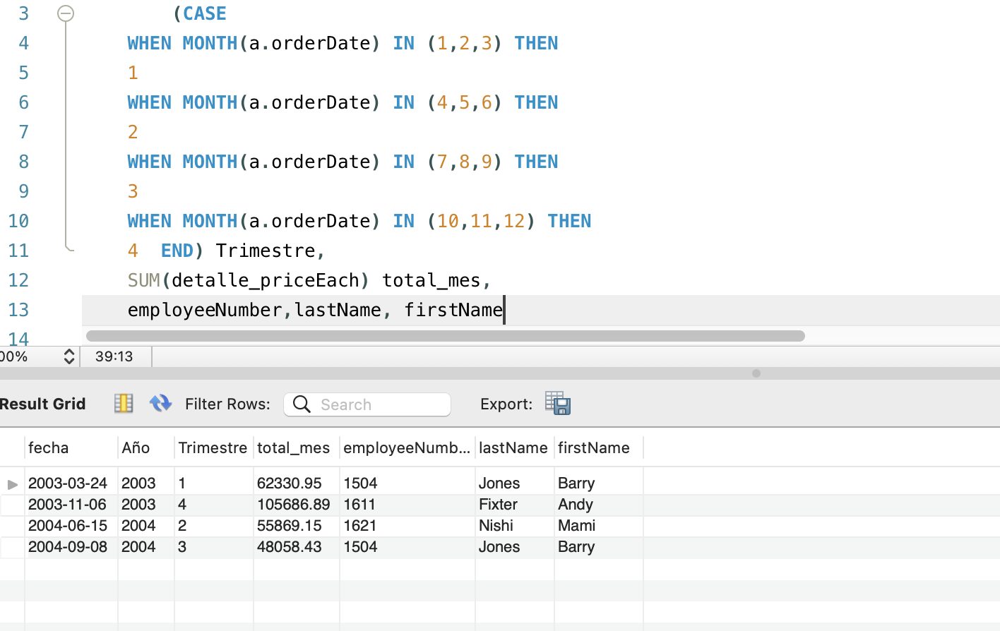 3 (CASE
4 WHEN MONTH(a.orderDate) IN (1,2,3) THEN
5 1
6 WHEN MONTH(a.orderDate) IN (4,5,6) THEN
7 2
8 WHEN MONTH(a.orderDate) IN (7,8,9) THEN
9 3
10 WHEN MONTH(a.orderDate) IN (10,11,12) THEN
11 4 END) Trimestre,
12 SUM(detalle_priceEach) total_mes,
13 employeeNumber,lastName, firstName
14
00% 39:13
Result Grid Filter Rows: Search Export:
fecha Año Trimestre total_mes employeeNumb... lastName firstName
2003-03-24 2003 1 62330.95 1504 Jones Barry
2003-11-06 2003 4 105686.89 1611 Fixter Andy
2004-06-15 2004 2 55869.15 1621 Nishi Mami
2004-09-08 2004 3 48058.43 1504 Jones Barry